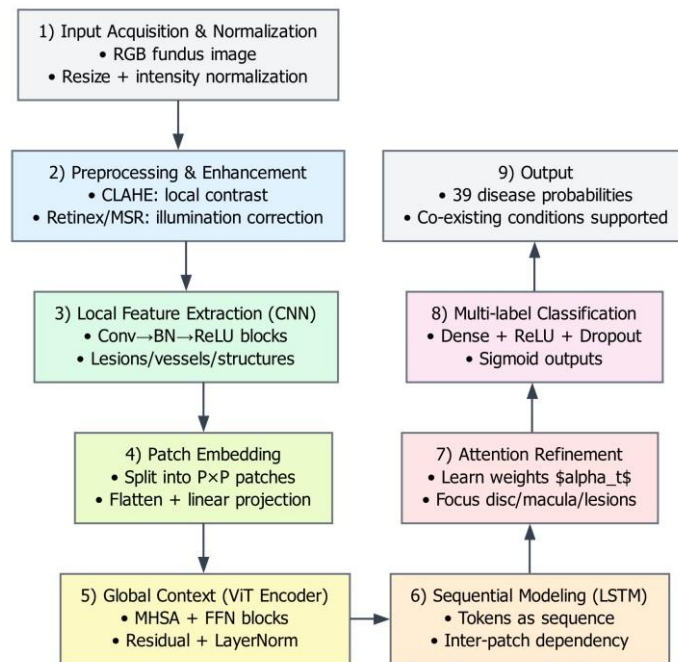 1) Input Acquisition & Normalization
• RGB fundus image
• Resize + intensity normalization
2) Preprocessing & Enhancement
• CLAHE: local contrast
• Retinex/MSR: illumination correction
3) Local Feature Extraction (CNN)
• Conv→BN→ReLU blocks
• Lesions/vessels/structures
4) Patch Embedding
• Split into P×P patches
• Flatten + linear projection
5) Global Context (ViT Encoder)
• MHSA + FFN blocks
• Residual + LayerNorm
6) Sequential Modeling (LSTM)
• Tokens as sequence
• Inter-patch dependency
7) Attention Refinement
• Learn weights $alpha_t$
• Focus disc/macula/lesions
8) Multi-label Classification
• Dense + ReLU + Dropout
• Sigmoid outputs
9) Output
• 39 disease probabilities
• Co-existing conditions supported